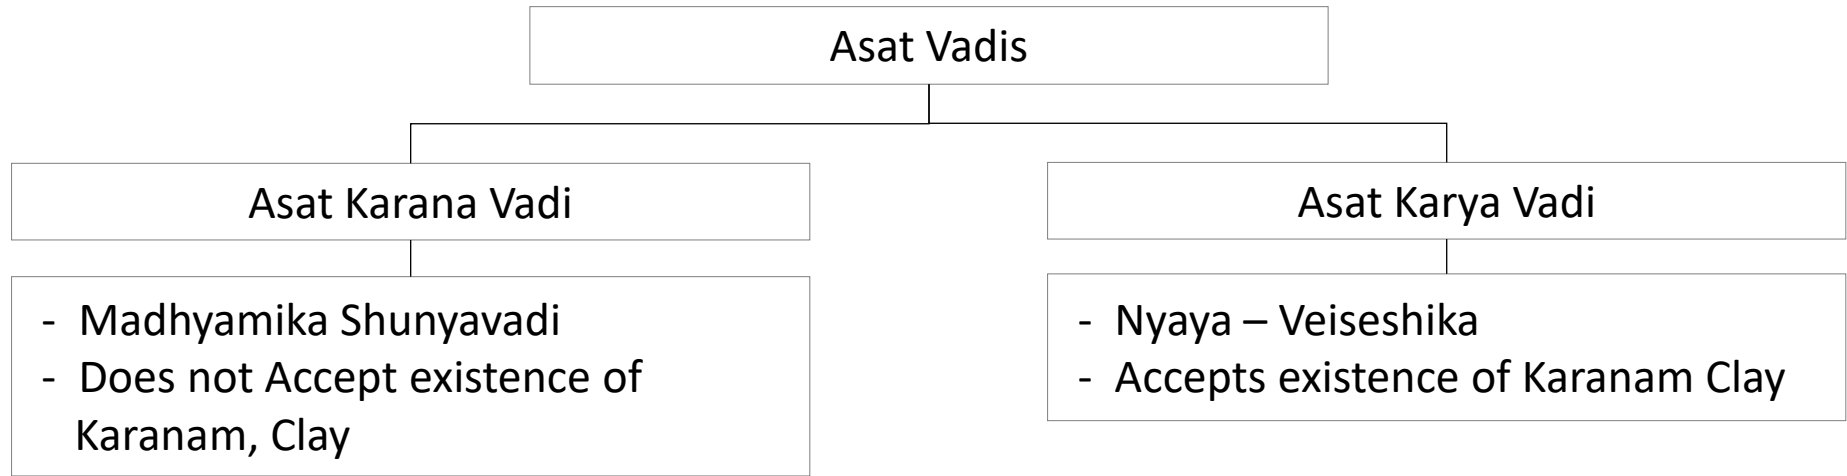 Asat Vadis
Asat Karana Vadi
Asat Karya Vadi
- Madhyamika Shunyavadi
- Does not Accept existence of
Karanam, Clay
- Nyaya – Veiseshika
- Accepts existence of Karanam Clay